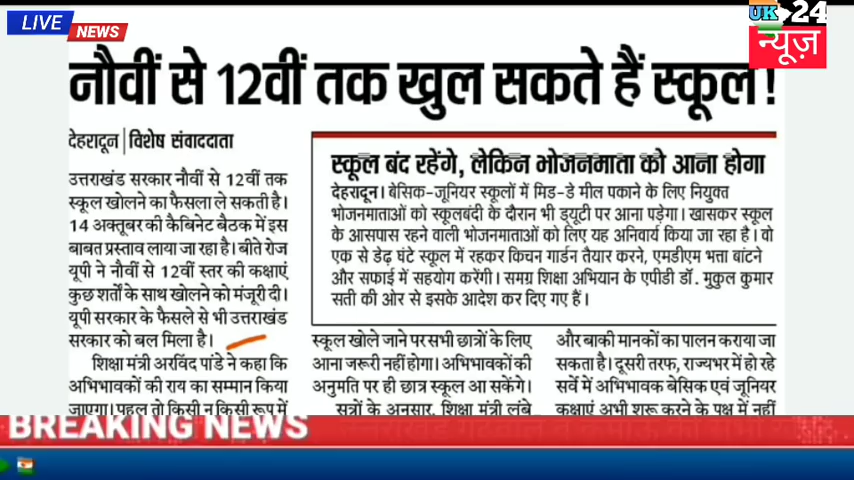 LIVE
NEWS
UK 24
न्यूज़
नौवीं से 12वीं तक खुल सकते हैं स्कूल!
देहरादून | विशेष संवाददाता
उत्तराखंड सरकार नौवीं से 12वीं तक
स्कूल खोलने का फैसला ले सकती है।
14 अक्तूबर की कैबिनेट बैठक में इस
बाबत प्रस्ताव लाया जा रहा है। बीते रोज
यूपी ने नौवीं से 12वीं स्तर की कक्षाएं
कुछ शर्तो के साथ खोलने को मंजूरी दी।
यूपी सरकार के फैसले से भी उत्तराखंड
सरकार को बल मिला है।
शिक्षा मंत्री अरविंद पांडे ने कहा कि
अभिभावकों की राय का सम्मान किया
जाएगा। पहल तो किसी न किसी रूप में
स्कूल बंद रहेंगे, लेकिन भोजनमाता को आना होगा
देहरादून। बेसिक-जूनियर स्कूलों में मिड-डे मील पकाने के लिए नियुक्त
भोजनमाताओं को स्कूलबंदी के दौरान भी ड्यूटी पर आना पड़ेगा। खासकर स्कूल
के आसपास रहने वाली भोजनमाताओं को लिए यह अनिवार्य किया जा रहा है। वो
एक से डेढ़ घंटे स्कूल में रहकर किचन गार्डन तैयार करने, एमडीएम भत्ता बांटने
और सफाई में सहयोग करेंगी। समग्र शिक्षा अभियान के एपीडी डॉ. मुकुल कुमार
सती की ओर से इसके आदेश कर दिए गए हैं।
स्कूल खोले जाने पर सभी छात्रों के लिए
आना जरूरी नहीं होगा। अभिभावकों की
अनुमति पर ही छात्र स्कूल आ सकेंगे।
सूत्रों के अनुसार, शिक्षा मंत्री लंबे
और बाकी मानकों का पालन कराया जा
सकता है। दूसरी तरफ, राज्यभर में हो रहे
सर्वे में अभिभावक बेसिक एवं जूनियर
कक्षाएं अभी शुरू करने के पक्ष में नहीं
BREAKING NEWS